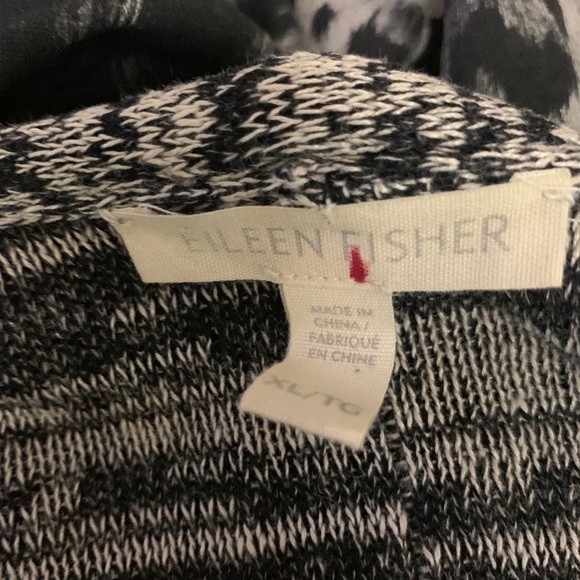 EILEEN FISHER
MADE IN
CHINA/
FABRIQUÉ
EN CHINE
XL/TG